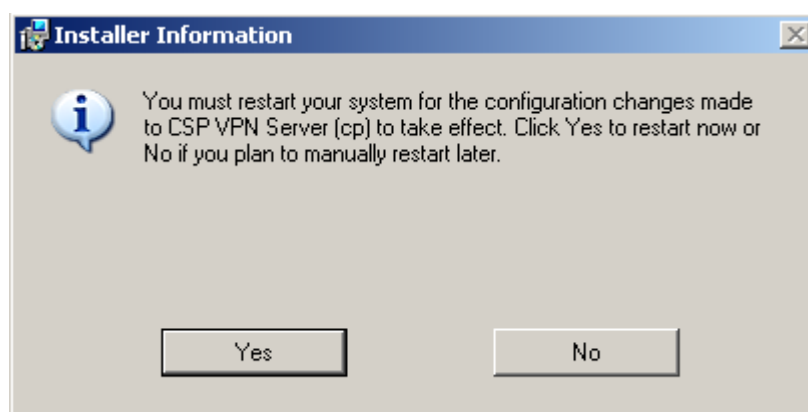 Installer Information
You must restart your system for the configuration changes made
to CSP VPN Server (cp) to take effect. Click Yes to restart now or
No if you plan to manually restart later.
Yes
No